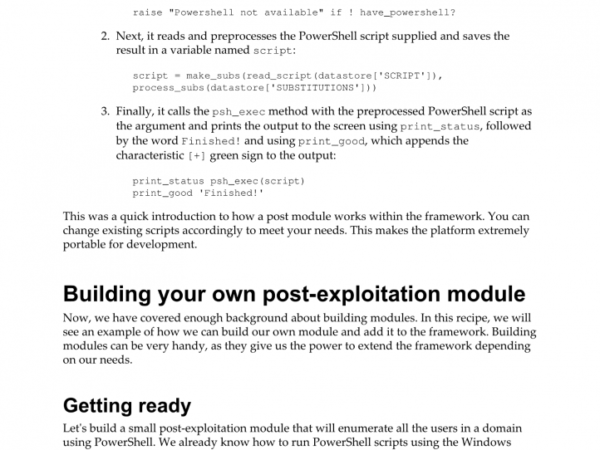 raise "Powershell not available" if ! have_powershell?
2. Next, it reads and preprocesses the PowerShell script supplied and saves the
result in a variable named script:
script = make_subs(read_script(datastore['SCRIPT']),
process_subs(datastore['SUBSTITUTIONS']))
3. Finally, it calls the psh_exec method with the preprocessed PowerShell script as
the argument and prints the output to the screen using print_status, followed
by the word Finished! and using print_good, which appends the
characteristic [+] green sign to the output:
print_status psh_exec(script)
print_good 'Finished!'
This was a quick introduction to how a post module works within the framework. You can
change existing scripts accordingly to meet your needs. This makes the platform extremely
portable for development.
Building your own post-exploitation module
Now, we have covered enough background about building modules. In this recipe, we will
see an example of how we can build our own module and add it to the framework. Building
modules can be very handy, as they give us the power to extend the framework depending
on our needs.
Getting ready
Let's build a small post-exploitation module that will enumerate all the users in a domain
using PowerShell. We already know how to run PowerShell scripts using the Windows